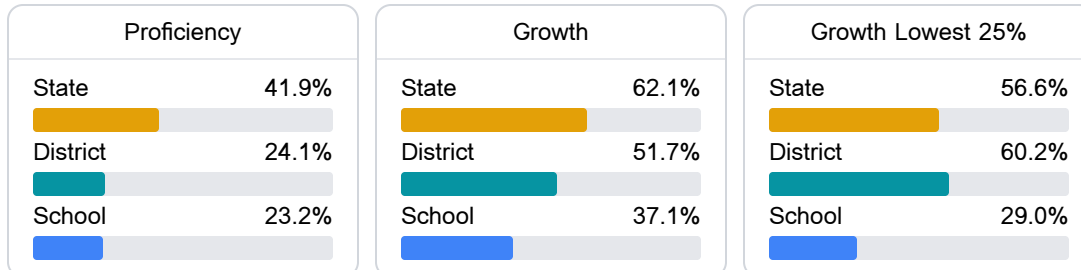 Proficiency
State 41.9%
District 24.1%
School 23.2%
Growth
State 62.1%
District 51.7%
School 37.1%
Growth Lowest 25%
State 56.6%
District 60.2%
School 29.0%